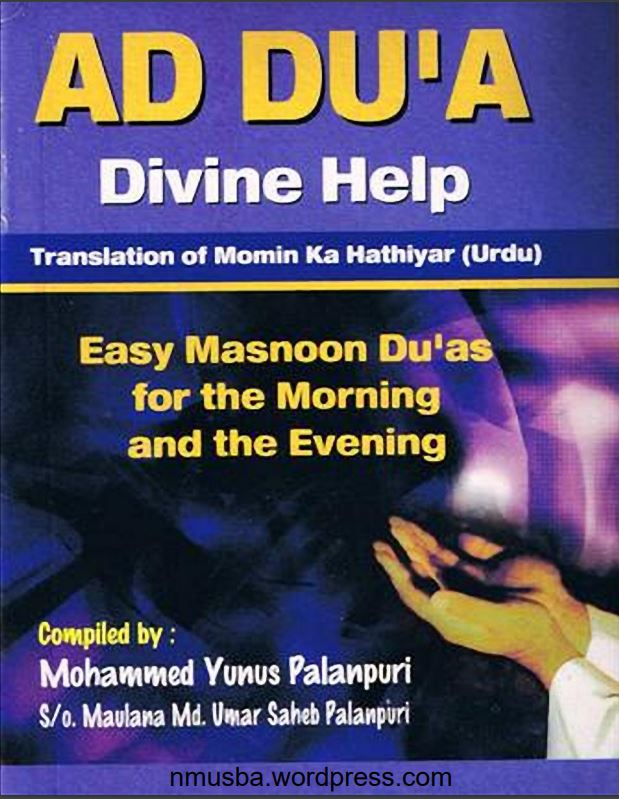 AD DU'A
Divine Help
Translation of Momin Ka Hathiyar (Urdu)
Easy Masnoon Du'as
for the Morning
and the Evening
Compiled by :
Mohammed Yunus Palanpuri
S/o. Maulana Md. Umar Saheb Palanpuri
nmusba.wordpress.com